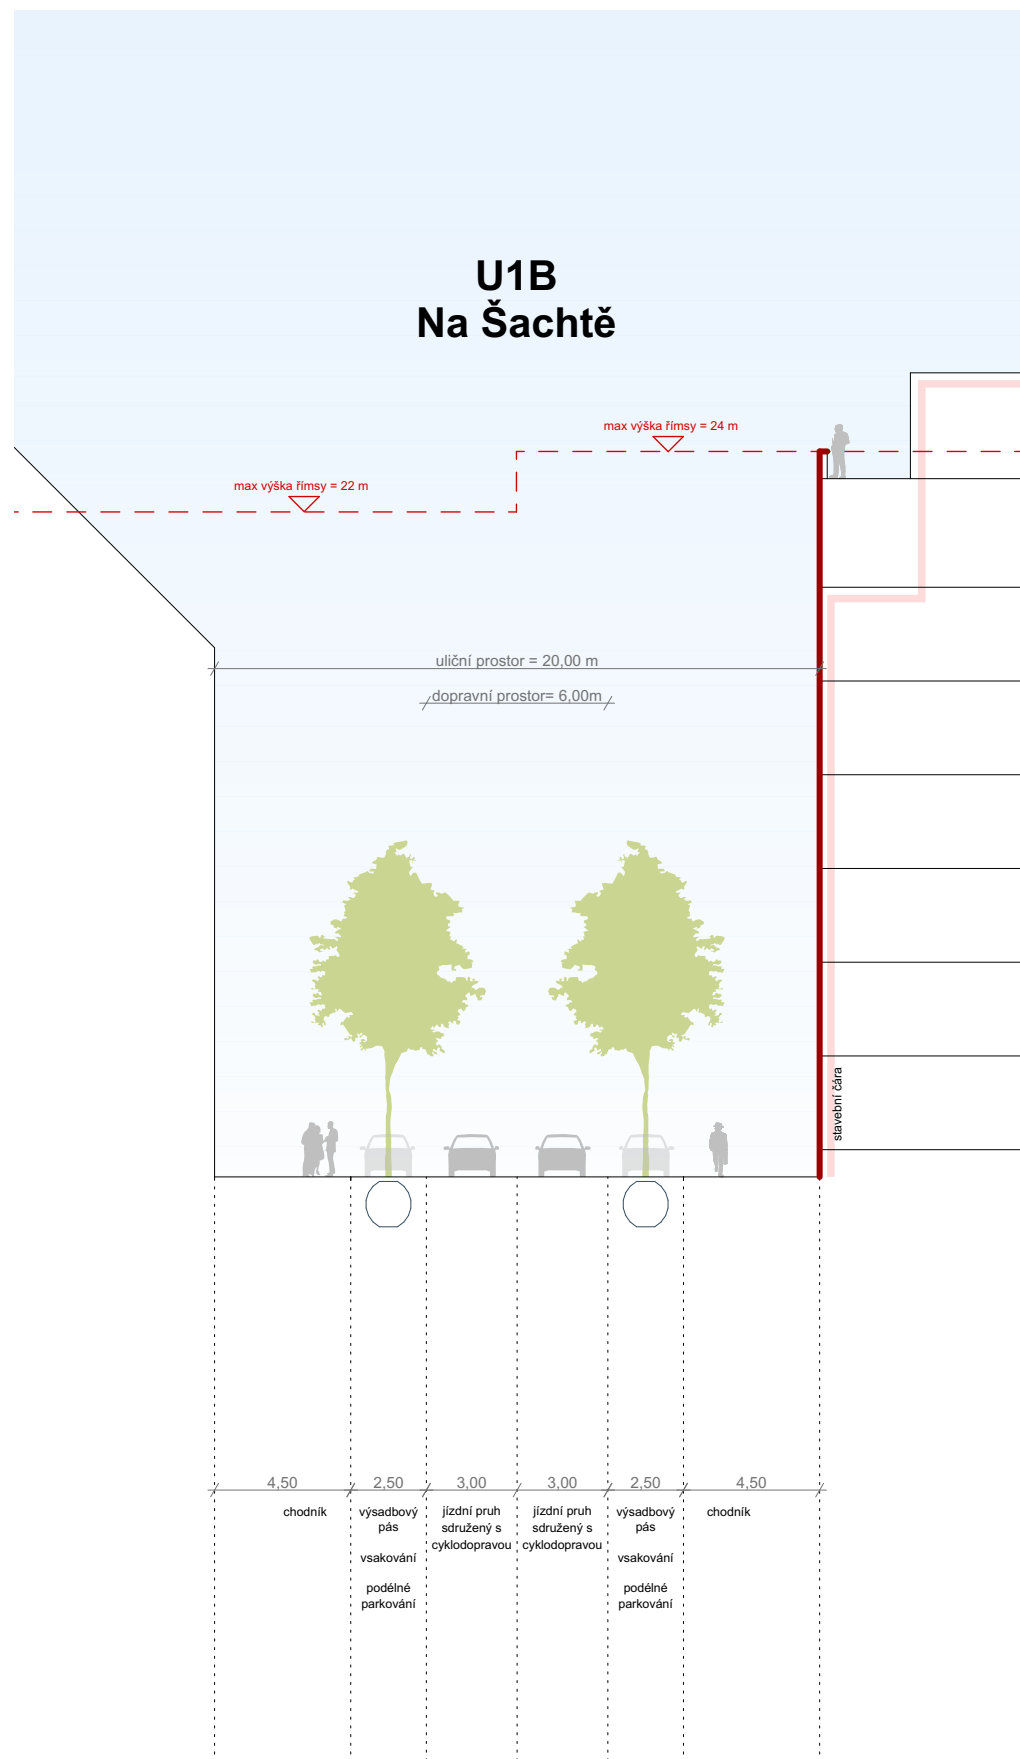 U1B
Na Šachtě
max výška římsy = 24 m
max výška římsy = 22 m
uliční prostor = 20,00 m
dopravní prostor= 6,00m
stavební čára
4,50 2,50 3,00 3,00 2,50 4,50
chodník
výsadbový
pás
vsakování
podélné
parkování
jízdní pruh
sdružený s
cyklodopravou
jízdní pruh
sdružený s
cyklodopravou
výsadbový
pás
vsakování
podélné
parkování
chodník